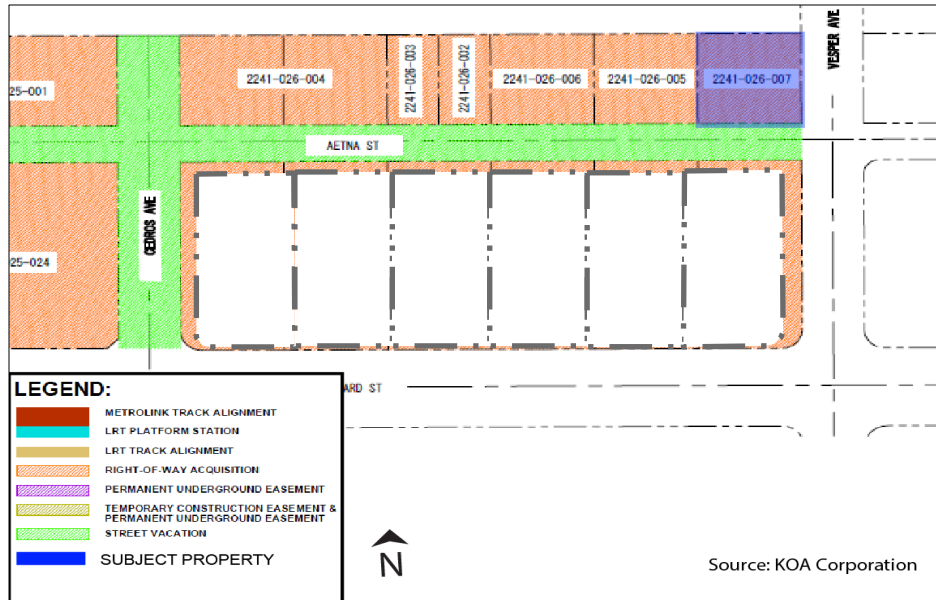 VESPER AVE
25-001
2241-026-004
2241-026-003
2241-026-002
2241-026-006
2241-026-005
2241-026-007
AETNA ST
CEDROS AVE
25-024
ARD ST
LEGEND:
METROLINK TRACK ALIGNMENT
LRT PLATFORM STATION
LRT TRACK ALIGNMENT
RIGHT-OF-WAY ACQUISITION
PERMANENT UNDERGROUND EASEMENT
TEMPORARY CONSTRUCTION EASEMENT &
PERMANENT UNDERGROUND EASEMENT
STREET VACATION
SUBJECT PROPERTY
N
Source: KOA Corporation